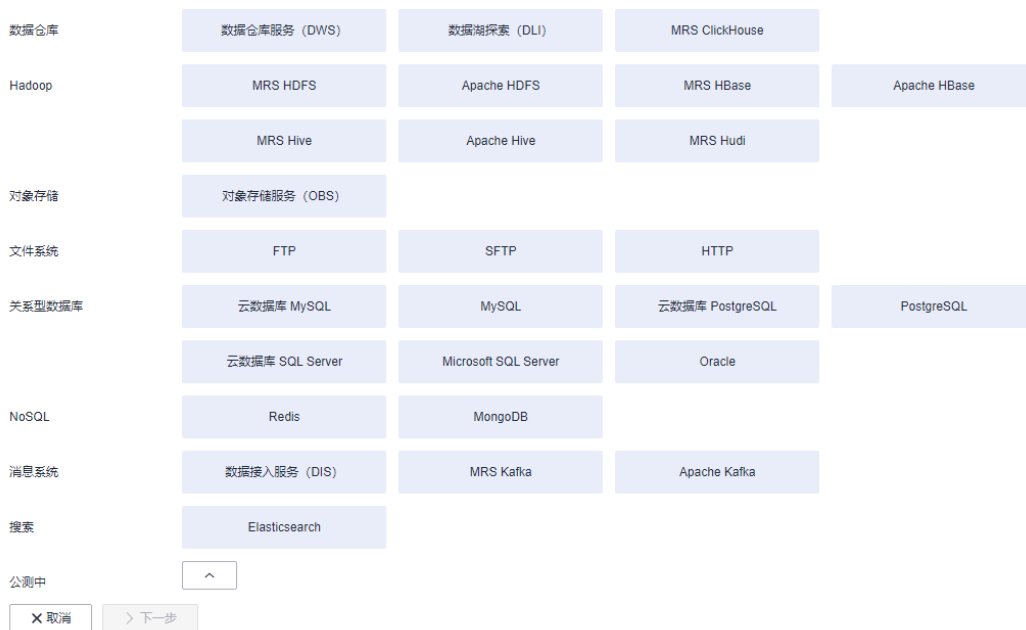 数据仓库 数据仓库服务（DWS） 数据湖探索（DLI） MRS ClickHouse
Hadoop MRS HDFS Apache HDFS MRS HBase Apache HBase
MRS Hive Apache Hive MRS Hudi
对象存储 对象存储服务（OBS）
文件系统 FTP SFTP HTTP
关系型数据库 云数据库 MySQL MySQL 云数据库 PostgreSQL PostgreSQL
云数据库 SQL Server Microsoft SQL Server Oracle
NoSQL Redis MongoDB
消息系统 数据接入服务（DIS） MRS Kafka Apache Kafka
搜索 Elasticsearch
公测中
取消 下一步